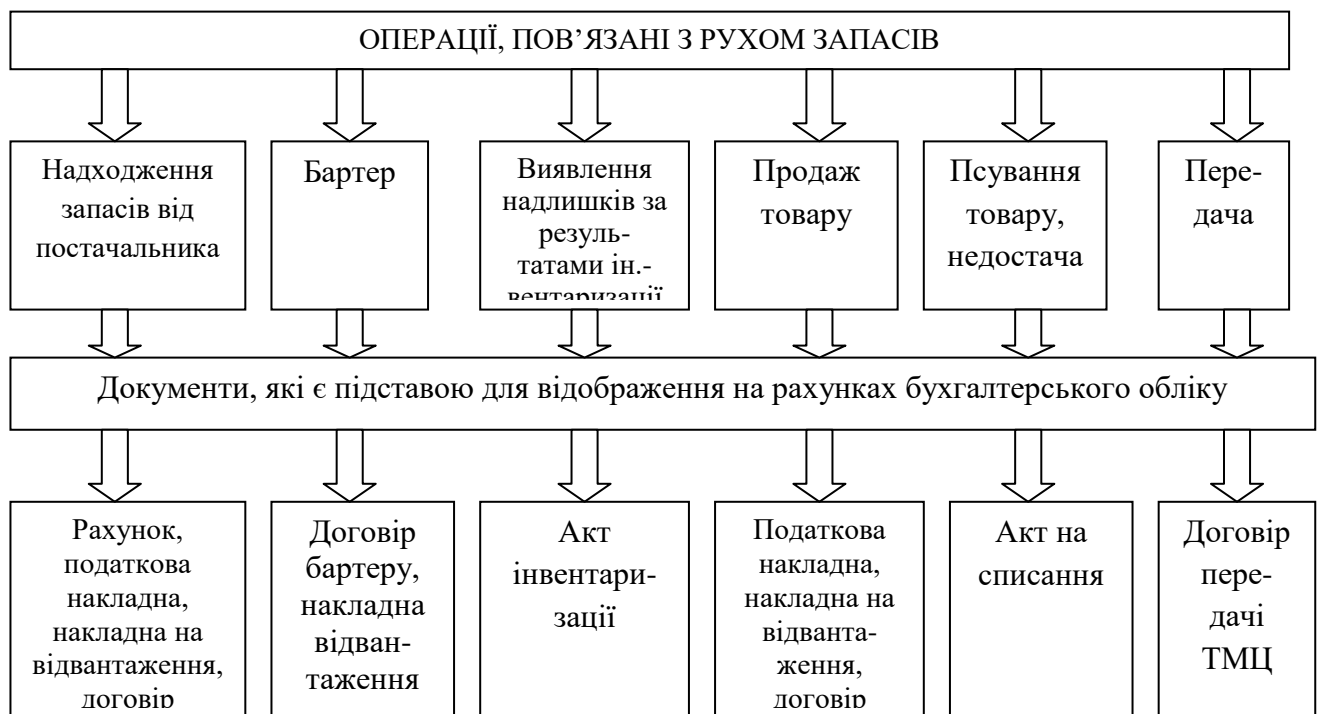 ОПЕРАЦІЇ, ПОВ’ЯЗАНІ З РУХОМ ЗАПАСІВ
Надходження
запасів від
постачальника
Бартер
Виявлення
надлишків за
резуль-
татами ін.-
вентаризації
Продаж
товару
Псування
товару,
недостача
Пере-
дача
Документи, які є підставою для відображення на рахунках бухгалтерського обліку
Рахунок,
податкова
накладна,
накладна на
відвантаження,
договір
Договір
бартеру,
накладна
відван-
таження
Акт
інвентари-
зації
Податкова
накладна,
накладна на
відванта-
ження,
договір
Акт на
списання
Договір
пере-
дачі
ТМЦ